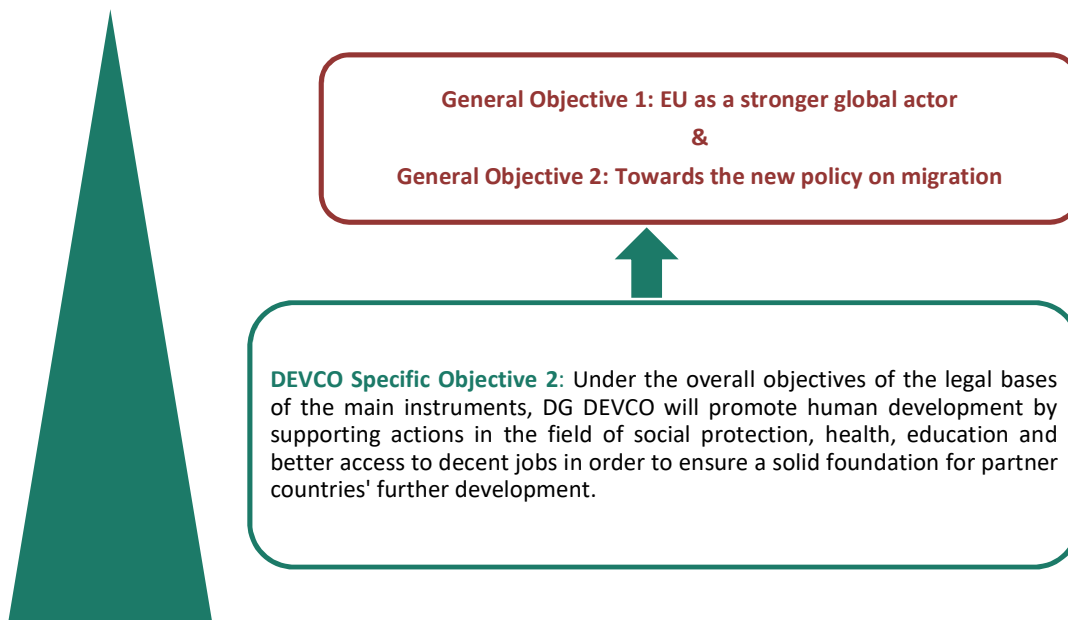 General Objective 1: EU as a stronger global actor
&
General Objective 2: Towards the new policy on migration
DEVCO Specific Objective 2: Under the overall objectives of the legal bases
of the main instruments, DG DEVCO will promote human development by
supporting actions in the field of social protection, health, education and
better access to decent jobs in order to ensure a solid foundation for partner
countries' further development.